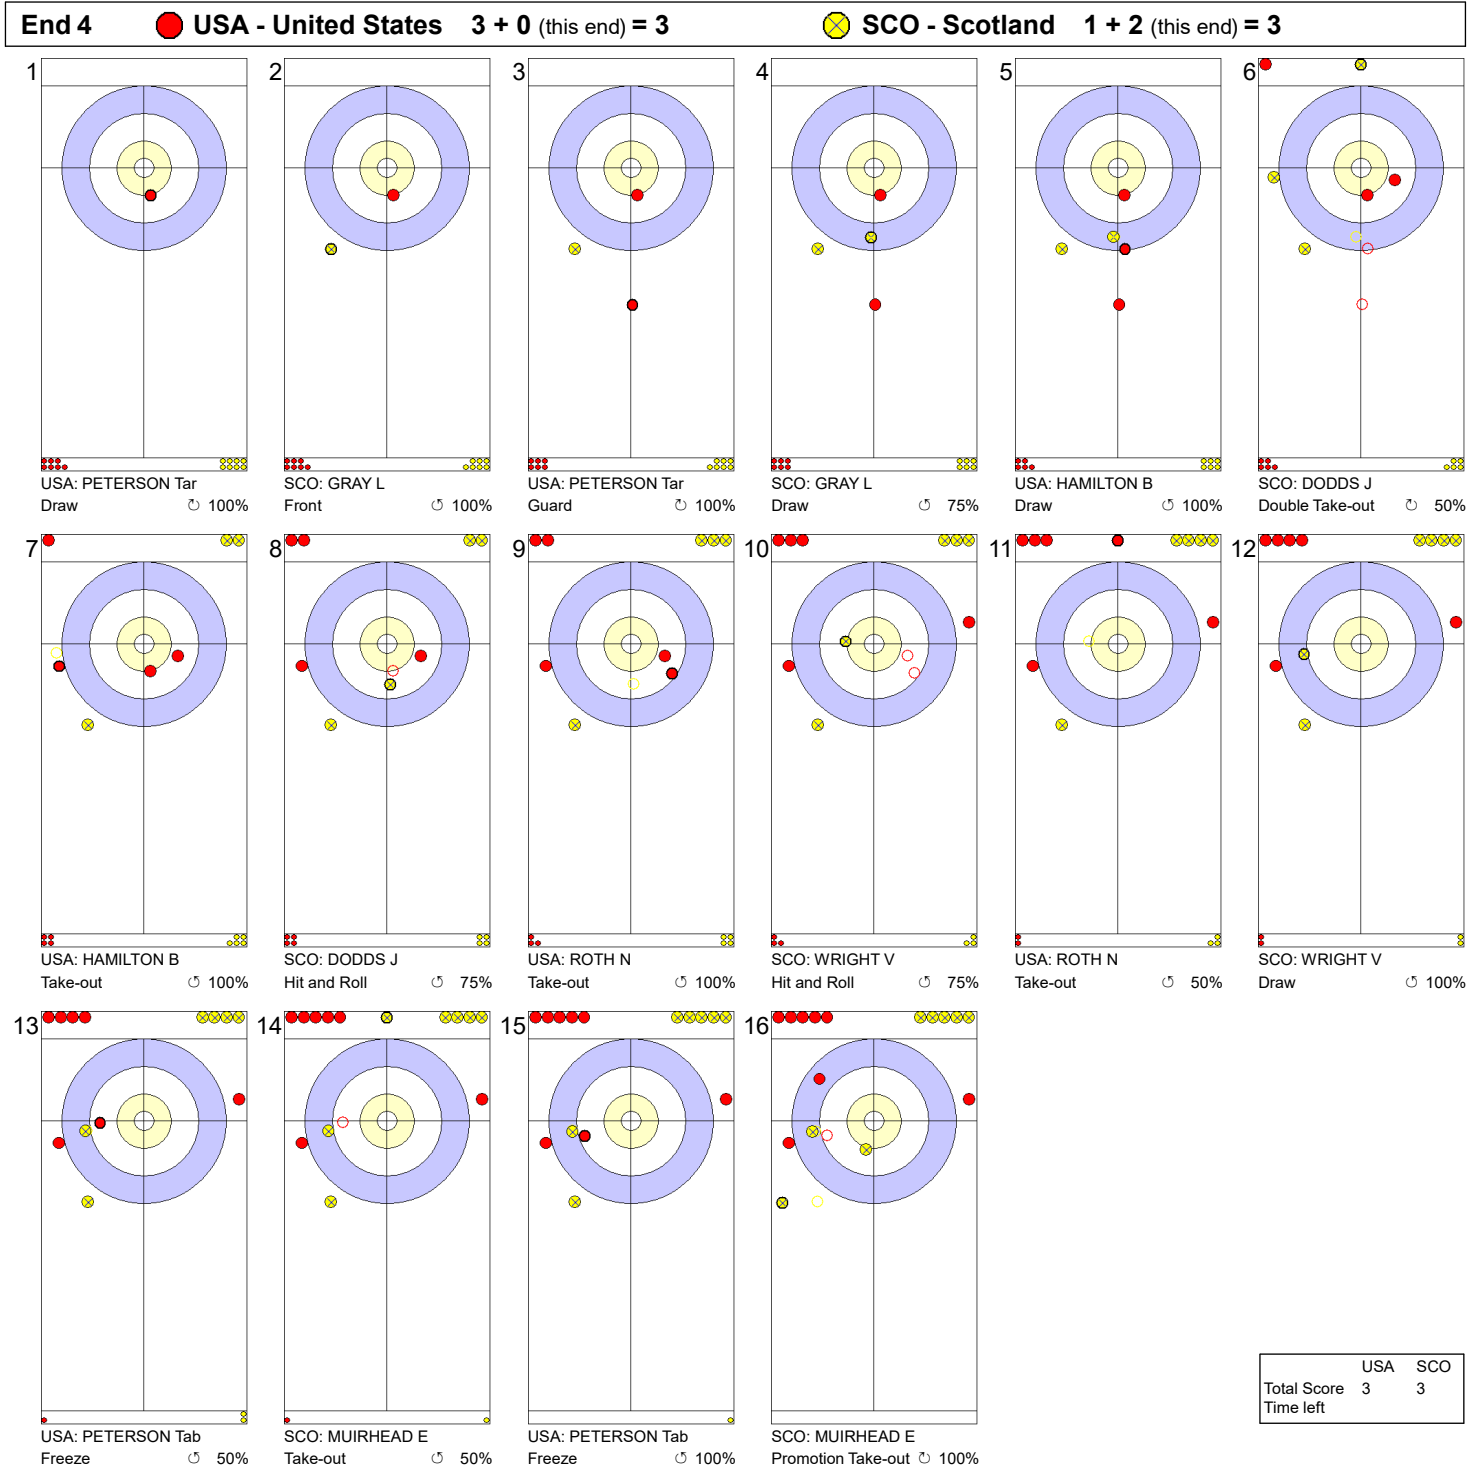 End 4 USA - United States 3 + 0 (this end) = 3 SCO - Scotland 1 + 2 (this end) = 3
1 2 3 4 5 6
USA: PETERSON Tar SCO: GRAY L USA: PETERSON Tar SCO: GRAY L USA: HAMILTON B SCO: DODDS J
Draw ↻ 100% Front ↻ 100% Guard ↻ 100% Draw ↺ 75% Draw ↺ 100% Double Take-out ↻ 50%
7 8 9 10 11 12
USA: HAMILTON B SCO: DODDS J USA: ROTH N SCO: WRIGHT V USA: ROTH N SCO: WRIGHT V
Take-out ↺ 100% Hit and Roll ↺ 75% Take-out ↺ 100% Hit and Roll ↺ 75% Take-out ↺ 50% Draw ↺ 100%
13 14 15 16
USA: PETERSON Tab SCO: MUIRHEAD E USA: PETERSON Tab SCO: MUIRHEAD E
Freeze ↺ 50% Take-out ↺ 50% Freeze ↺ 100% Promotion Take-out ↻ 100%
USA SCO
Total Score 3 3
Time left